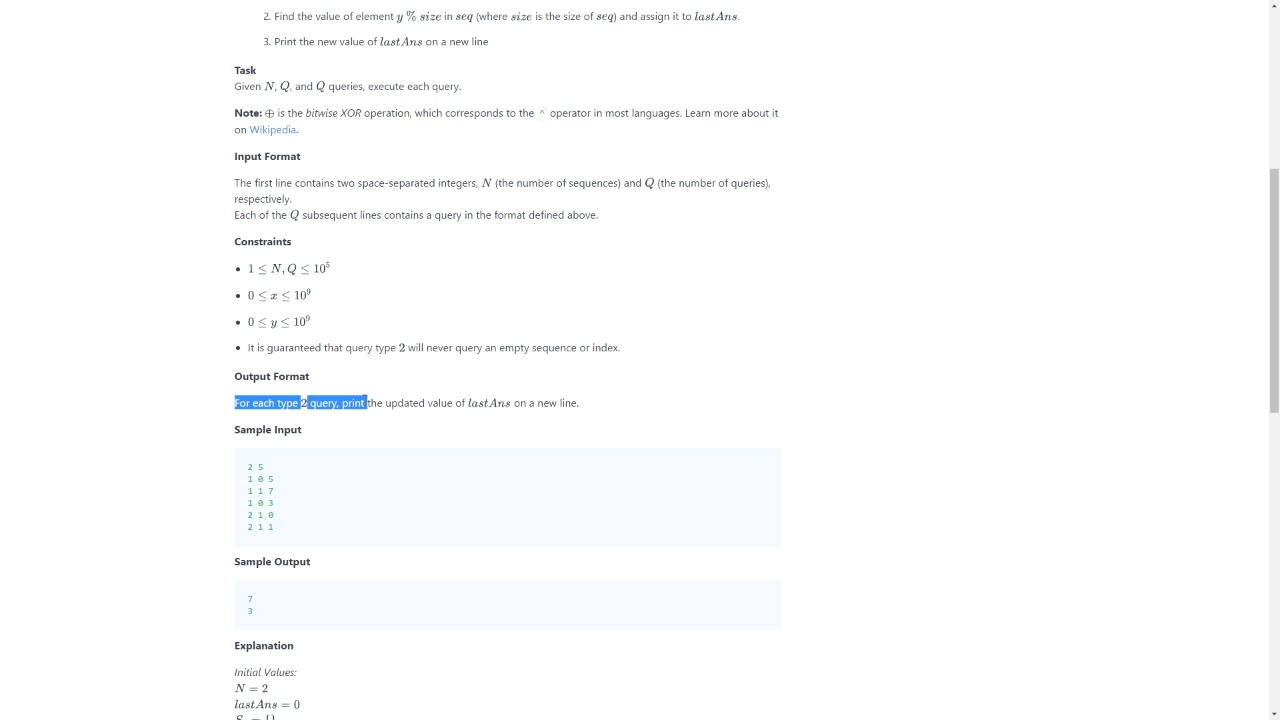 2. Find the value of element y % size in seq (where size is the size of seq) and assign it to lastAns.
3. Print the new value of lastAns on a new line
Task
Given N, Q, and Q queries, execute each query.
Note: ⊕ is the bitwise XOR operation, which corresponds to the ^ operator in most languages. Learn more about it
on Wikipedia.
Input Format
The first line contains two space-separated integers, N (the number of sequences) and Q (the number of queries),
respectively.
Each of the Q subsequent lines contains a query in the format defined above.
Constraints
• 1 ≤ N, Q ≤ 10⁵
• 0 ≤ x ≤ 10⁹
• 0 ≤ y ≤ 10⁹
• It is guaranteed that query type 2 will never query an empty sequence or index.
Output Format
For each type 2 query, print the updated value of lastAns on a new line.
Sample Input
2 5
1 0 5
1 1 7
1 0 3
2 1 0
2 1 1
Sample Output
7
3
Explanation
Initial Values:
N = 2
lastAns = 0